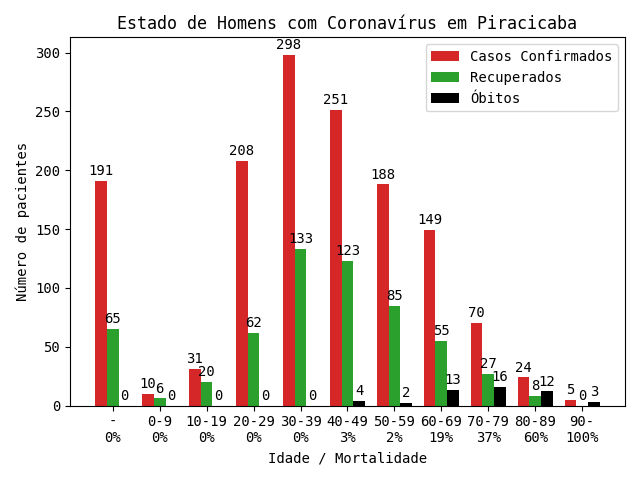 Estado de Homens com Coronavírus em Piracicaba
Número de pacientes
300
250
200
150
100
50
0
Casos Confirmados
Recuperados
Óbitos
191 65 0
10 6 0
31 20 0
208 62 0
298 133 0
251 123 4
188 85 2
149 55 13
70 27 16
24 8 12
5 0 3
- 0-9 10-19 20-29 30-39 40-49 50-59 60-69 70-79 80-89 90-
0% 0% 0% 0% 0% 3% 2% 19% 37% 60% 100%
Idade / Mortalidade